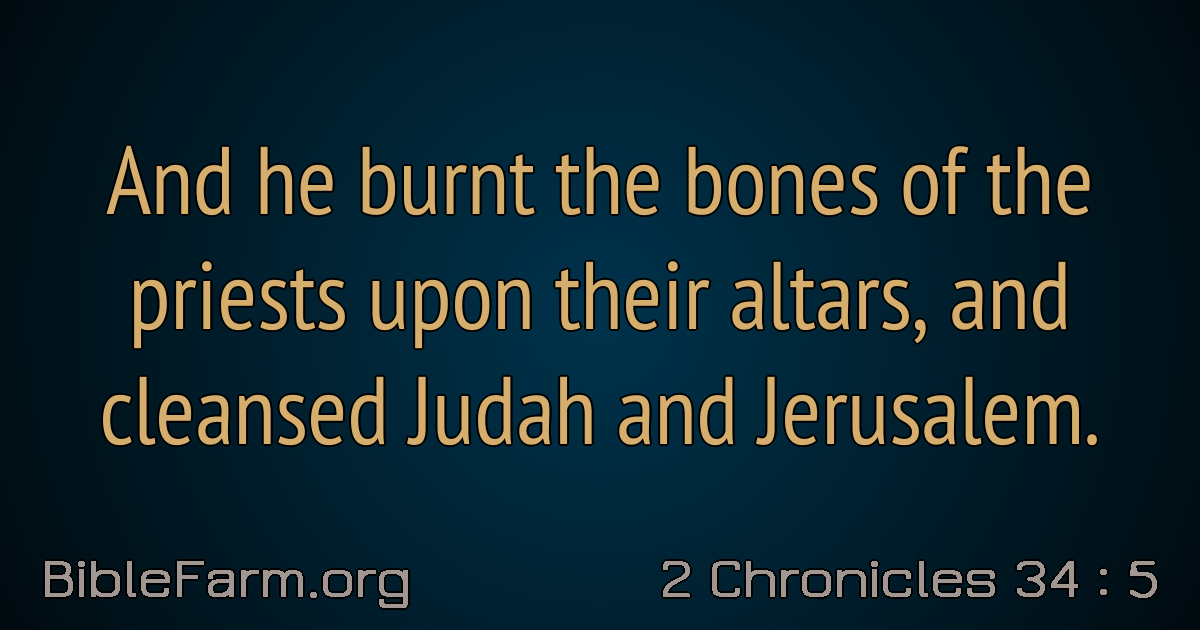 And he burnt the bones of the
priests upon their altars, and
cleansed Judah and Jerusalem.
BibleFarm.org
2 Chronicles 34 : 5